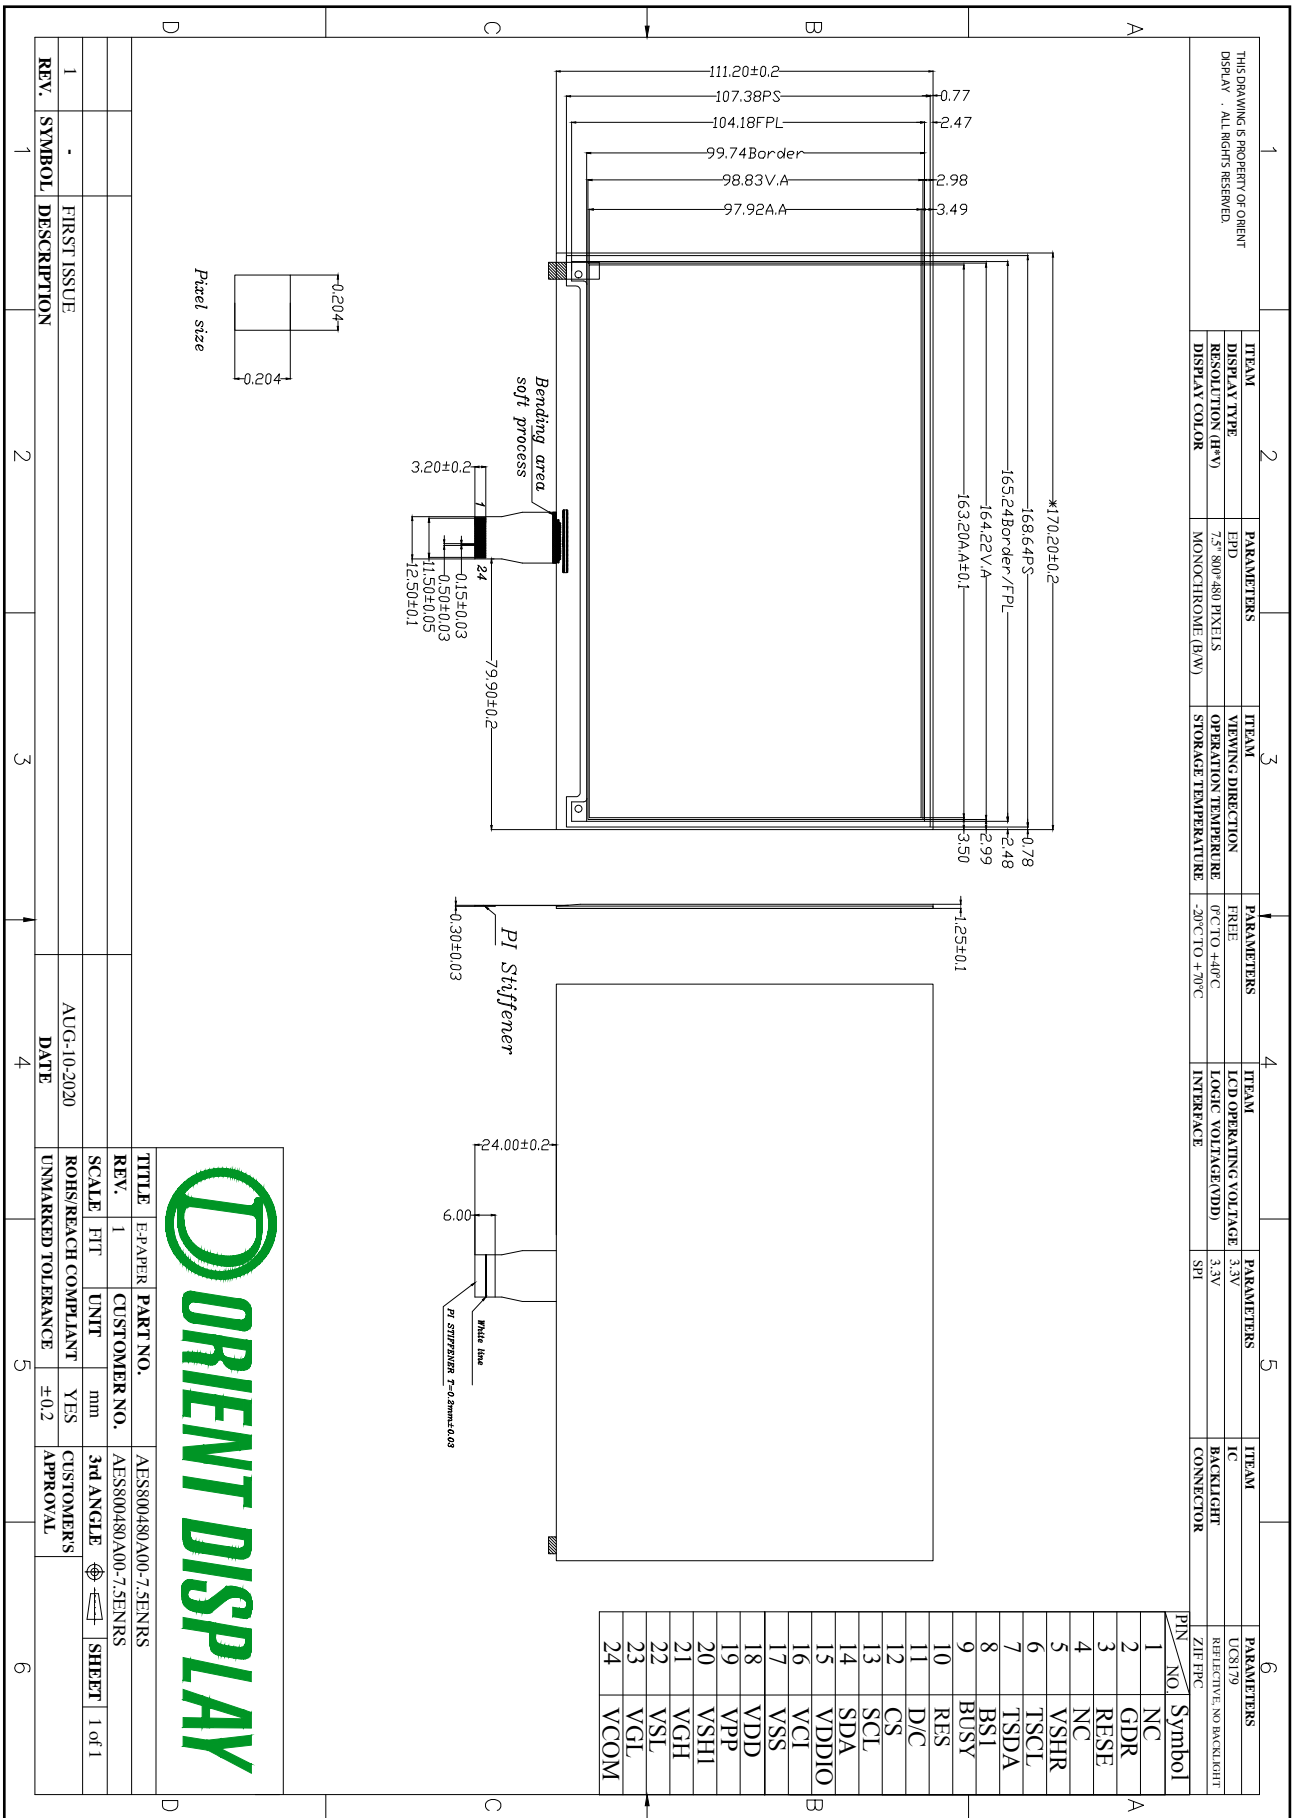 THIS DRAWING IS PROPERTY OF ORIENT
DISPLAY . ALL RIGHTS RESERVED.
1 2 3 4 5 6
A
B
C
D
ITEAM PARAMETERS ITEAM PARAMETERS ITEAM PARAMETERS ITEAM PARAMETERS
DISPLAY TYPE EPD VIEWING DIRECTION FREE LCD OPERATING VOLTAGE 3.3V IC UC8179
RESOLUTION (H*V) 7.5" 800*480 PIXELS OPERATION TEMPERURE 0°C TO +40°C LOGIC VOLTAGE(VDD) 3.3V BACKLIGHT REFLECTIVE, NO BACKLIGHT
DISPLAY COLOR MONOCHROME (B/W) STORAGE TEMPERATURE -20°C TO +70°C INTERFACE SPI CONNECTOR ZIF FPC
*170.20±0.2
168.64PS
165.24Border/FPL
164.22V.A
163.20A.A±0.1
0.78
2.48
2.99
3.50
111.20±0.2
107.38PS
104.18FPL
99.74Border
98.83V.A
97.92A.A
0.77
2.47
2.98
3.49
1.25±0.1
Bending area
soft process
79.90±0.2
3.20±0.2
1
24
0.15±0.03
0.50±0.03
11.50±0.05
12.50±0.1
PI Stiffener
0.30±0.03
24.00±0.2
6.00
White line
PI STIFFENER T=0.2mm±0.03
0.204
0.204
Pixel size
PIN NO. Symbol
1 NC
2 GDR
3 RESE
4 NC
5 VSHR
6 TSCL
7 TSDA
8 BS1
9 BUSY
10 RES
11 D/C
12 CS
13 SCL
14 SDA
15 VDDIO
16 VCI
17 VSS
18 VDD
19 VPP
20 VSH1
21 VGH
22 VSL
23 VGL
24 VCOM
ORIENT DISPLAY
TITLE E-PAPER PART NO. AES800480A00-7.5ENRS
REV. 1 CUSTOMER NO. AES800480A00-7.5ENRS
SCALE FIT UNIT mm 3rd ANGLE SHEET 1 of 1
ROHS/REACH COMPLIANT YES CUSTOMER'S
UNMARKED TOLERANCE ±0.2 APPROVAL
1 - FIRST ISSUE AUG-10-2020
REV. SYMBOL DESCRIPTION DATE
1 2 3 4 5 6
A
B
C
D